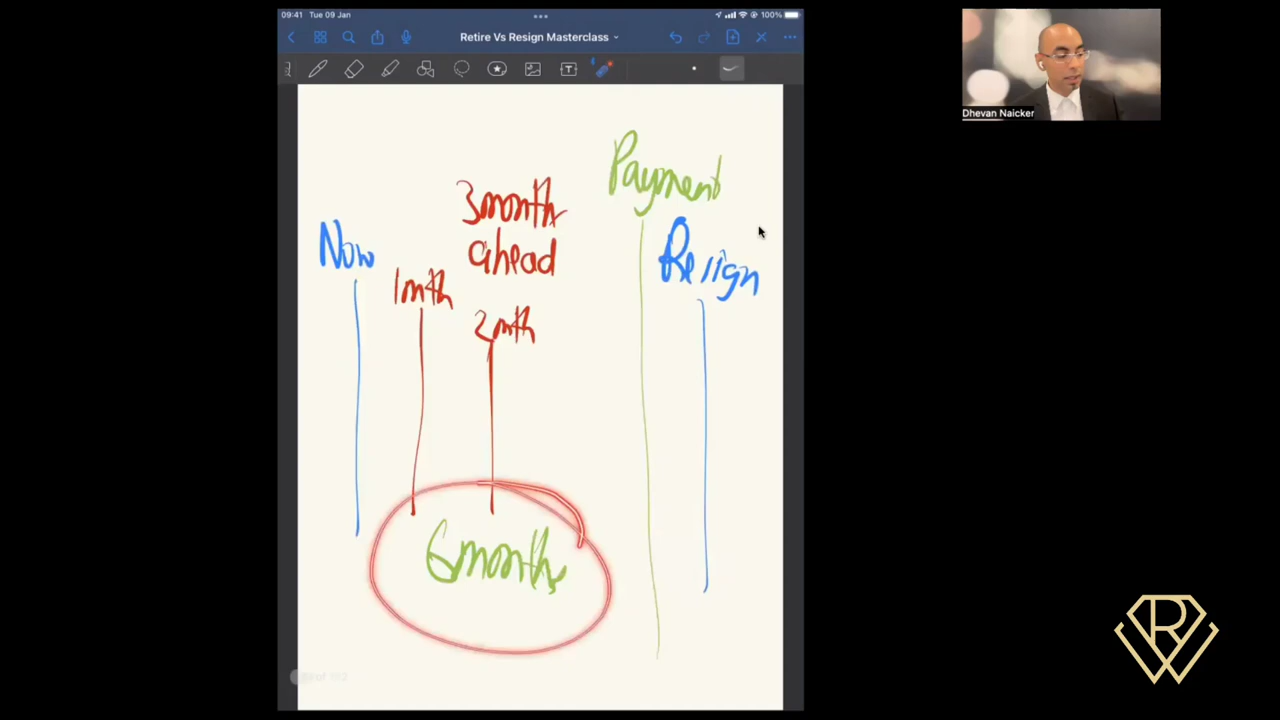 09:41 Tue 09 Jan
100%
Retire Vs Resign Masterclass
Dhevan Naicker
Payment
3month
ahead
Now
Resign
1mth
2mth
6months
RW